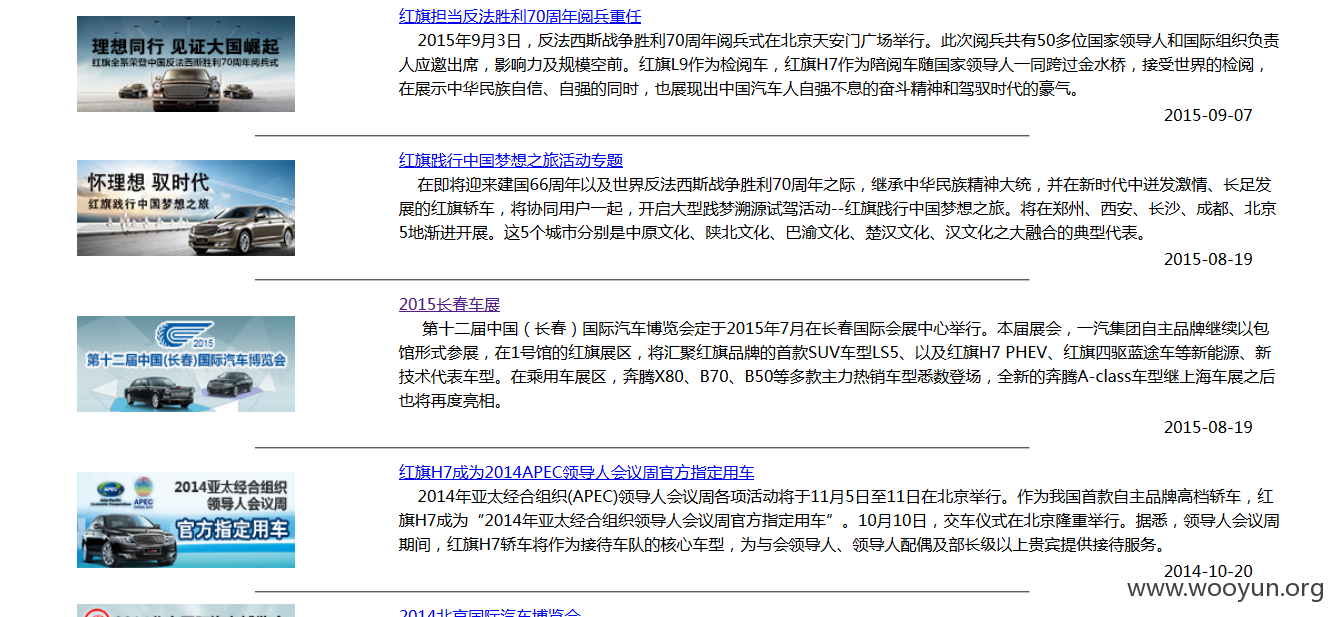 理想同行 见证大国崛起
红旗全系荣登中国反法西斯胜利70周年阅兵式
红旗担当反法胜利70周年阅兵重任
2015年9月3日，反法西斯战争胜利70周年阅兵式在北京天安门广场举行。此次阅兵共有50多位国家领导人和国际组织负责
人应邀出席，影响力及规模空前。红旗L9作为检阅车，红旗H7作为陪阅车随国家领导人一同跨过金水桥，接受世界的检阅，
在展示中华民族自信、自强的同时，也展现出中国汽车人自强不息的奋斗精神和驾驭时代的豪气。
2015-09-07
怀理想 驭时代
红旗践行中国梦想之旅
红旗践行中国梦想之旅活动专题
在即将迎来建国66周年以及世界反法西斯战争胜利70周年之际，继承中华民族精神大统，并在新时代中迸发激情、长足发
展的红旗轿车，将协同用户一起，开启大型践梦溯源试驾活动--红旗践行中国梦想之旅。将在郑州、西安、长沙、成都、北京
5地渐进开展。这5个城市分别是中原文化、陕北文化、巴渝文化、楚汉文化、汉文化之大融合的典型代表。
2015-08-19
2015
第十二届中国(长春)国际汽车博览会
2015长春车展
第十二届中国（长春）国际汽车博览会定于2015年7月在长春国际会展中心举行。本届展会，一汽集团自主品牌继续以包
馆形式参展，在1号馆的红旗展区，将汇聚红旗品牌的首款SUV车型LS5、以及红旗H7 PHEV、红旗四驱蓝途车等新能源、新
技术代表车型。在乘用车展区，奔腾X80、B70、B50等多款主力热销车型悉数登场，全新的奔腾A-class车型继上海车展之后
也将再度亮相。
2015-08-19
APEC
2014亚太经合组织
领导人会议周
官方指定用车
红旗H7成为2014APEC领导人会议周官方指定用车
2014年亚太经合组织(APEC)领导人会议周各项活动将于11月5日至11日在北京举行。作为我国首款自主品牌高档轿车，红
旗H7成为“2014年亚太经合组织领导人会议周官方指定用车”。10月10日，交车仪式在北京隆重举行。据悉，领导人会议周
期间，红旗H7轿车将作为接待车队的核心车型，为与会领导人、领导人配偶及部长级以上贵宾提供接待服务。
2014-10-20
www.wooyun.org
2014北京国际汽车博览会